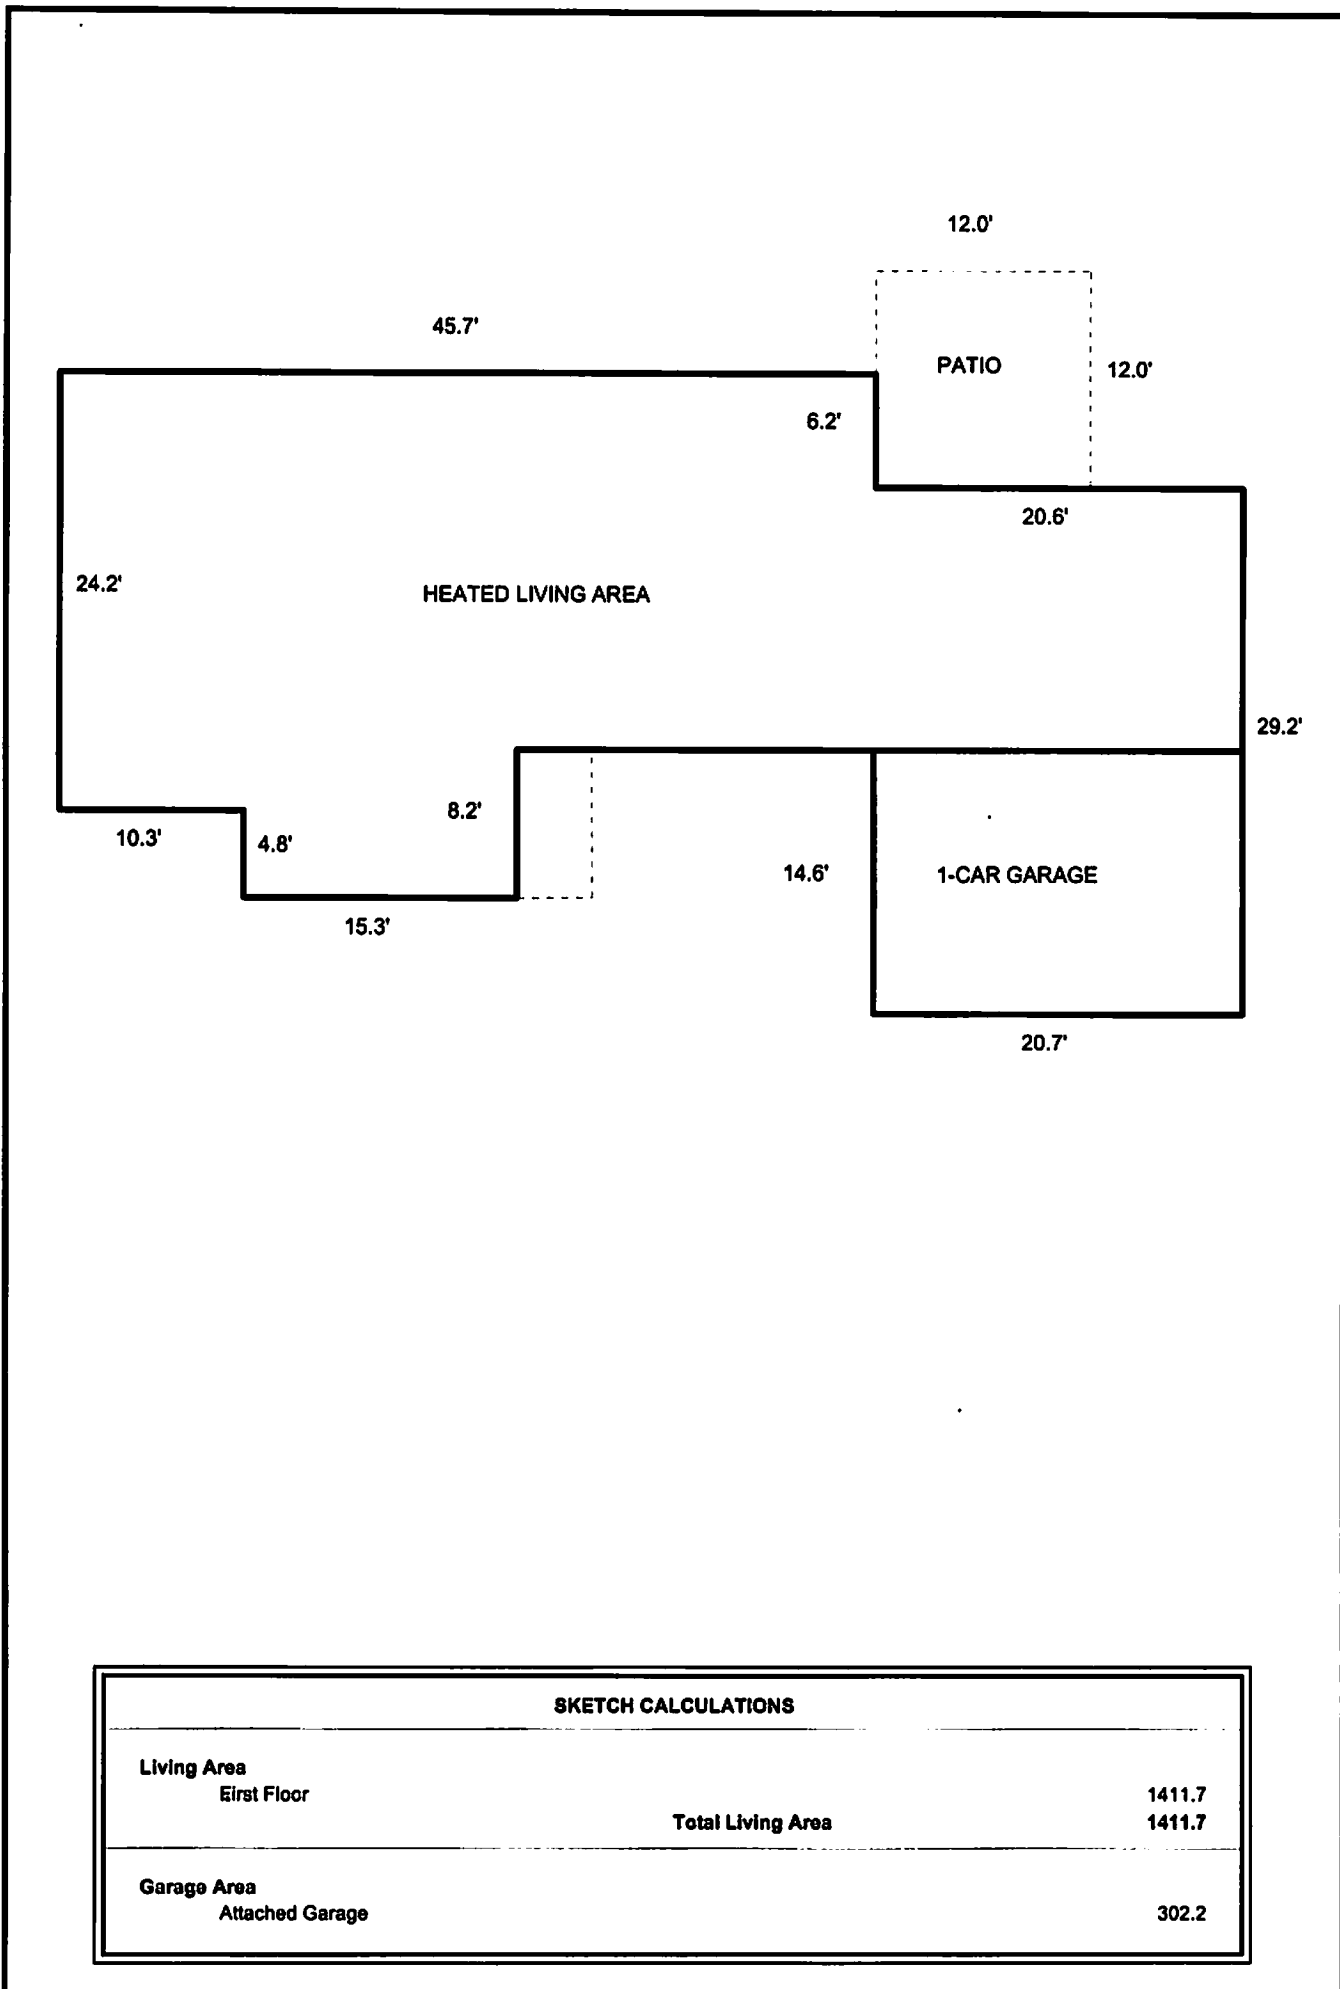 12.0'
45.7'
PATIO
12.0'
6.2'
20.6'
24.2'
HEATED LIVING AREA
29.2'
8.2'
10.3'
4.8'
14.6'
1-CAR GARAGE
15.3'
20.7'
SKETCH CALCULATIONS
Living Area
First Floor 1411.7
Total Living Area 1411.7
Garage Area
Attached Garage 302.2